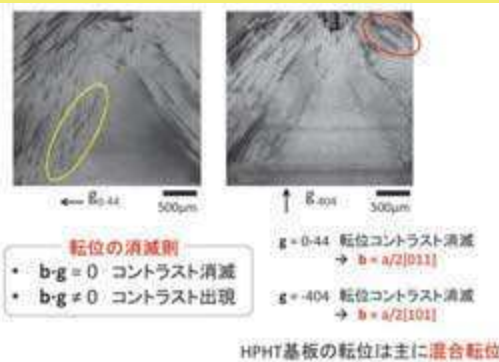 ← g0-44
500μm
↑ g-404
500μm
転位の消滅則
• b·g = 0 コントラスト消滅
• b·g ≠ 0 コントラスト出現
g = 0-44 転位コントラスト消滅
→ b = a/2[011]
g = -404 転位コントラスト消滅
→ b = a/2[101]
HPHT基板の転位は主に混合転位